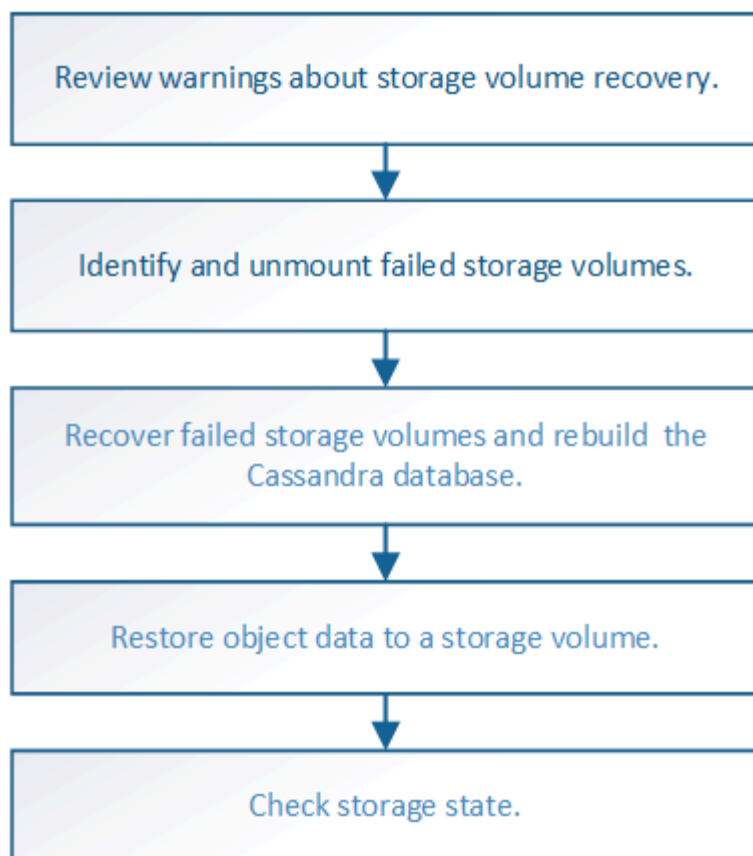 Review warnings about storage volume recovery.
Identify and unmount failed storage volumes.
Recover failed storage volumes and rebuild the
Cassandra database.
Restore object data to a storage volume.
Check storage state.